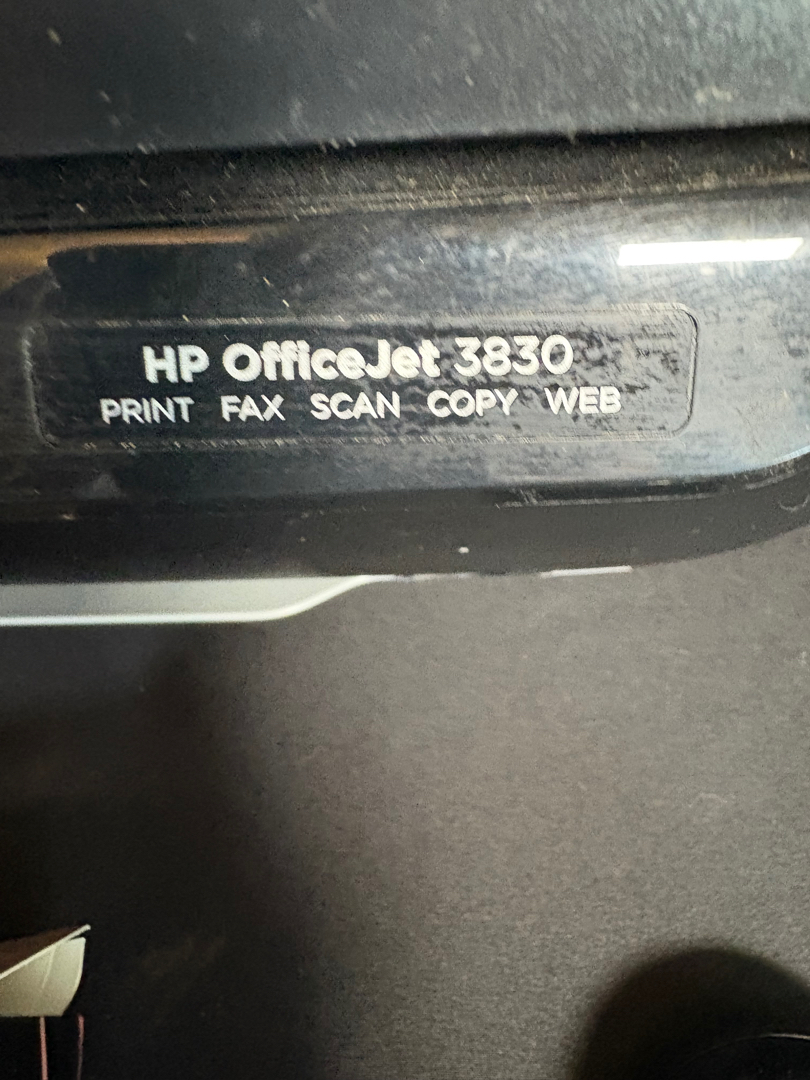 HP OfficeJet 3830
PRINT FAX SCAN COPY WEB